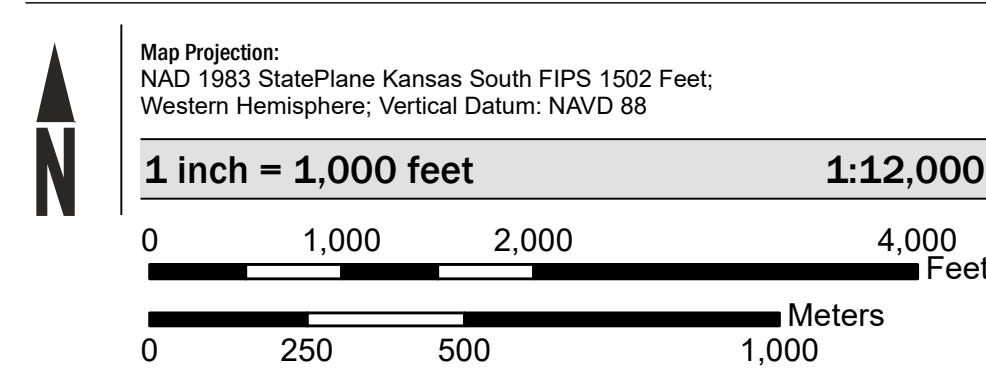 N
Map Projection:
NAD 1983 StatePlane Kansas South FIPS 1502 Feet;
Western Hemisphere; Vertical Datum: NAVD 88
1 inch = 1,000 feet 1:12,000
0 1,000 2,000 4,000
Feet
Meters
0 250 500 1,000